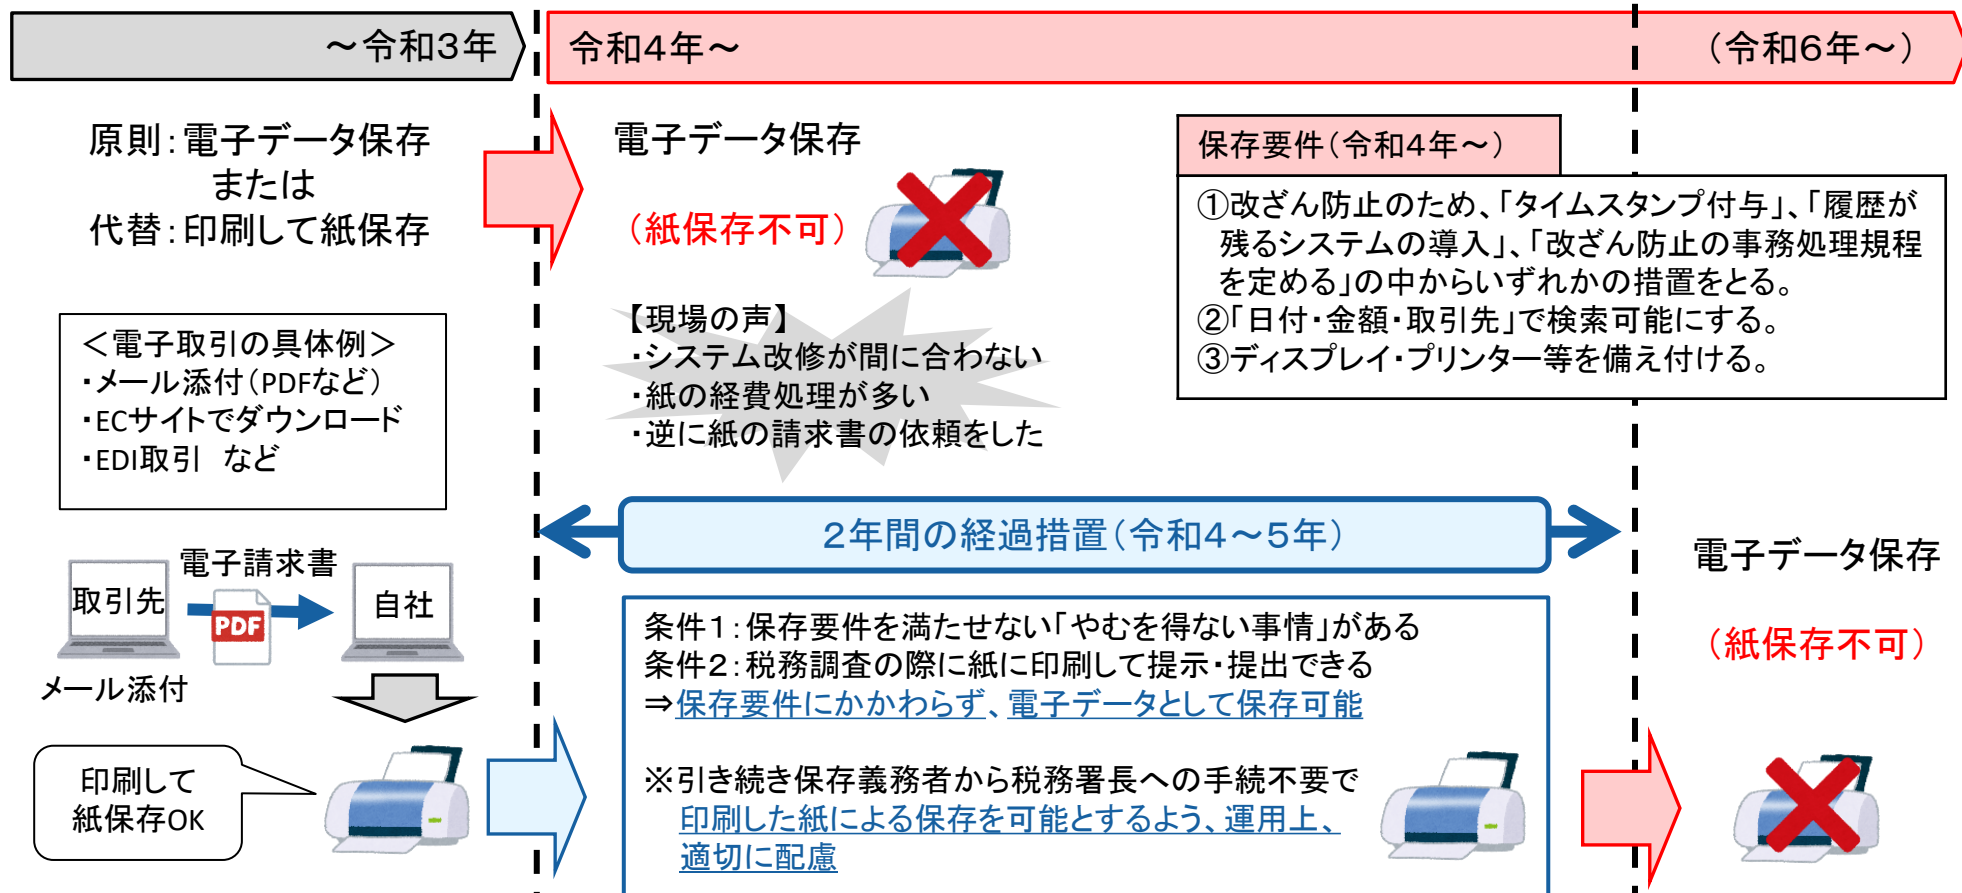 ～令和３年
令和４年～
（令和６年～）
原則：電子データ保存
または
代替：印刷して紙保存
＜電子取引の具体例＞
・メール添付（PDFなど）
・ECサイトでダウンロード
・EDI取引　など
取引先
電子請求書
PDF
自社
メール添付
印刷して
紙保存OK
電子データ保存
（紙保存不可）
【現場の声】
・システム改修が間に合わない
・紙の経費処理が多い
・逆に紙の請求書の依頼をした
保存要件（令和４年～）
①改ざん防止のため、「タイムスタンプ付与」、「履歴が
残るシステムの導入」、「改ざん防止の事務処理規程
を定める」の中からいずれかの措置をとる。
②「日付・金額・取引先」で検索可能にする。
③ディスプレイ・プリンター等を備え付ける。
２年間の経過措置（令和４～５年）
条件１：保存要件を満たせない「やむを得ない事情」がある
条件２：税務調査の際に紙に印刷して提示・提出できる
⇒保存要件にかかわらず、電子データとして保存可能
※引き続き保存義務者から税務署長への手続不要で
印刷した紙による保存を可能とするよう、運用上、
適切に配慮
電子データ保存
（紙保存不可）